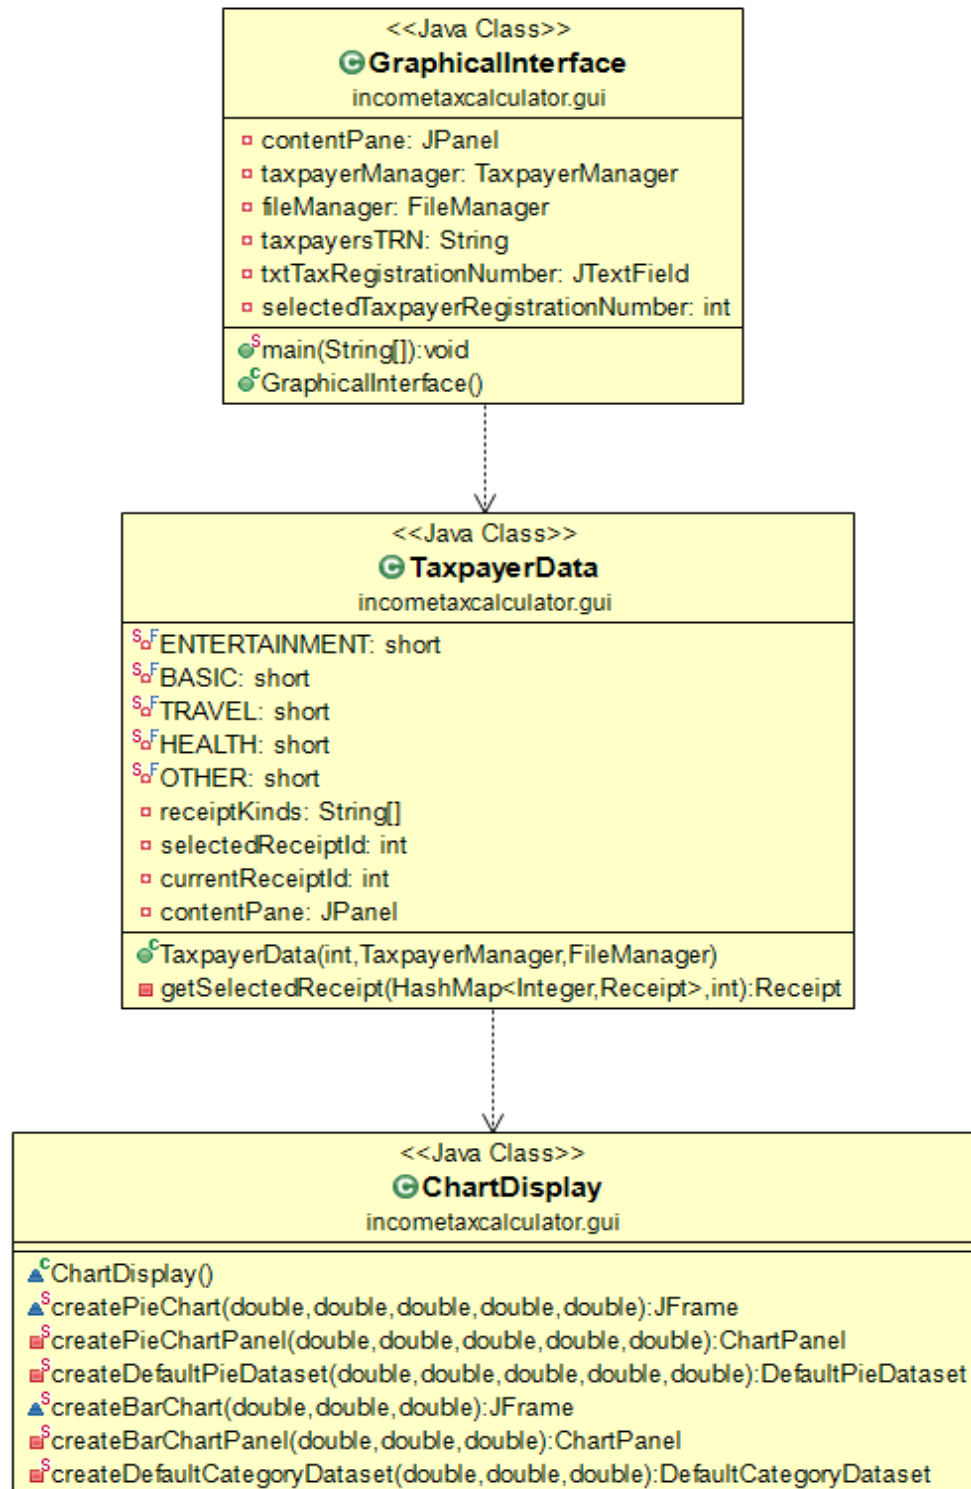 <<Java Class>>
GraphicalInterface
incometaxcalculator.gui
contentPane: JPanel
taxpayerManager: TaxpayerManager
fileManager: FileManager
taxpayersTRN: String
txtTaxRegistrationNumber: JTextField
selectedTaxpayerRegistrationNumber: int
main(String[]):void
GraphicalInterface()
<<Java Class>>
TaxpayerData
incometaxcalculator.gui
ENTERTAINMENT: short
BASIC: short
TRAVEL: short
HEALTH: short
OTHER: short
receiptKinds: String[]
selectedReceiptId: int
currentReceiptId: int
contentPane: JPanel
TaxpayerData(int,TaxpayerManager,FileManager)
getSelectedReceipt(HashMap<Integer,Receipt>,int):Receipt
<<Java Class>>
ChartDisplay
incometaxcalculator.gui
ChartDisplay()
createPieChart(double,double,double,double,double):JFrame
createPieChartPanel(double,double,double,double,double):ChartPanel
createDefaultPieDataset(double,double,double,double,double):DefaultPieDataset
createBarChart(double,double,double):JFrame
createBarChartPanel(double,double,double):ChartPanel
createDefaultCategoryDataset(double,double,double):DefaultCategoryDataset